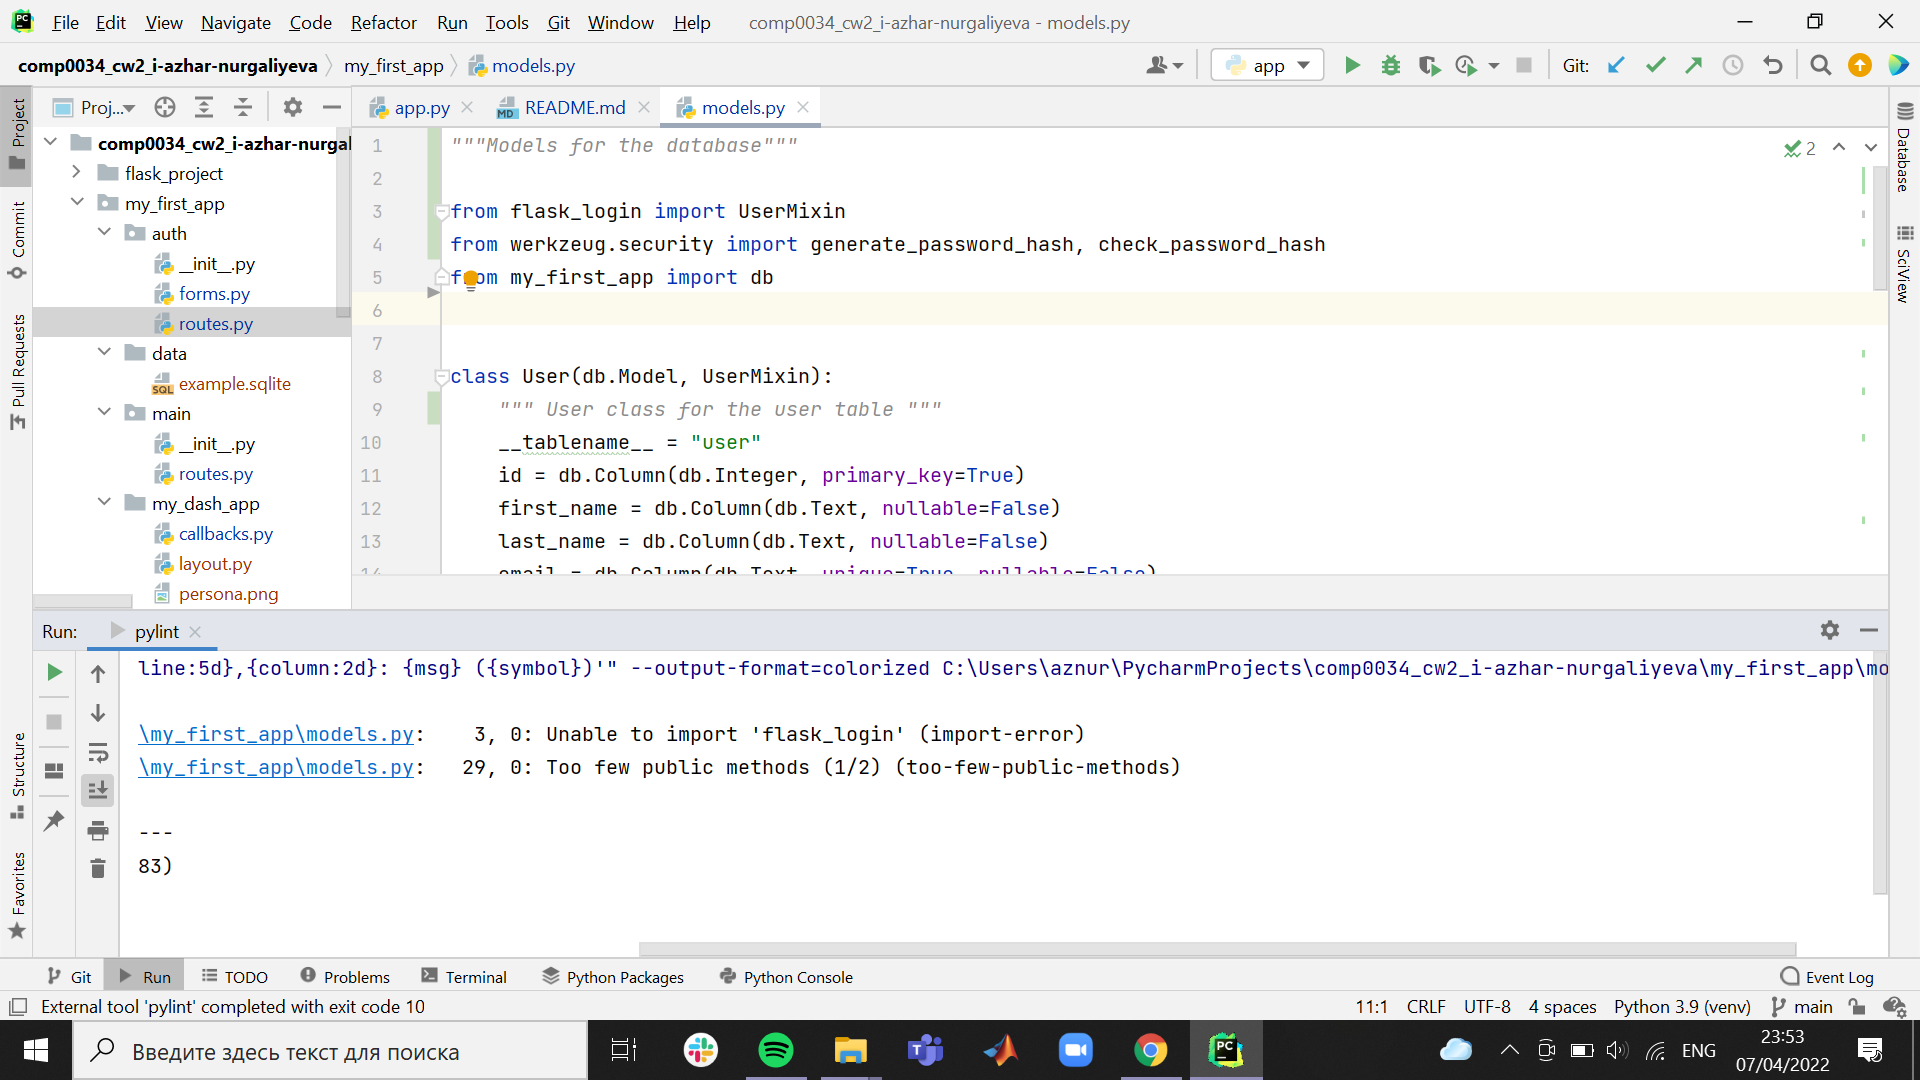 File Edit View Navigate Code Refactor Run Tools Git Window Help comp0034_cw2_i-azhar-nurgaliyeva - models.py
comp0034_cw2_i-azhar-nurgaliyeva my_first_app models.py app Git:
Project
Commit
Pull Requests
Structure
Favorites
Proj...
comp0034_cw2_i-azhar-nurgal
flask_project
my_first_app
auth
__init__.py
forms.py
routes.py
data
example.sqlite
main
__init__.py
routes.py
my_dash_app
callbacks.py
layout.py
persona.png
app.py README.md models.py
2
1 """Models for the database"""
2
3 from flask_login import UserMixin
4 from werkzeug.security import generate_password_hash, check_password_hash
5 from my_first_app import db
6
7
8 class User(db.Model, UserMixin):
9 """ User class for the user table """
10 __tablename__ = "user"
11 id = db.Column(db.Integer, primary_key=True)
12 first_name = db.Column(db.Text, nullable=False)
13 last_name = db.Column(db.Text, nullable=False)
14 email = db.Column(db.Text, unique=True, nullable=False)
Database
SciView
Run: pylint
line:5d},{column:2d}: {msg} ({symbol})'" --output-format=colorized C:\Users\aznur\PycharmProjects\comp0034_cw2_i-azhar-nurgaliyeva\my_first_app\mo
\my_first_app\models.py: 3, 0: Unable to import 'flask_login' (import-error)
\my_first_app\models.py: 29, 0: Too few public methods (1/2) (too-few-public-methods)
---
83)
Git Run TODO Problems Terminal Python Packages Python Console Event Log
External tool 'pylint' completed with exit code 10 11:1 CRLF UTF-8 4 spaces Python 3.9 (venv) main
Введите здесь текст для поиска
ENG
23:53
07/04/2022